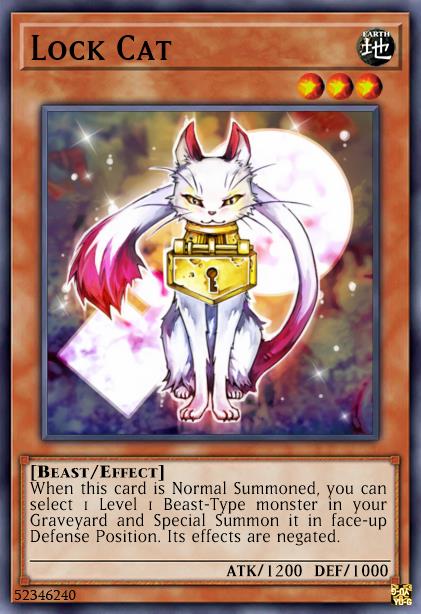 Lock Cat
EARTH
地
[Beast/Effect]
When this card is Normal Summoned, you can
select 1 Level 1 Beast-Type monster in your
Graveyard and Special Summon it in face-up
Defense Position. Its effects are negated.
ATK/1200 DEF/1000
52346240